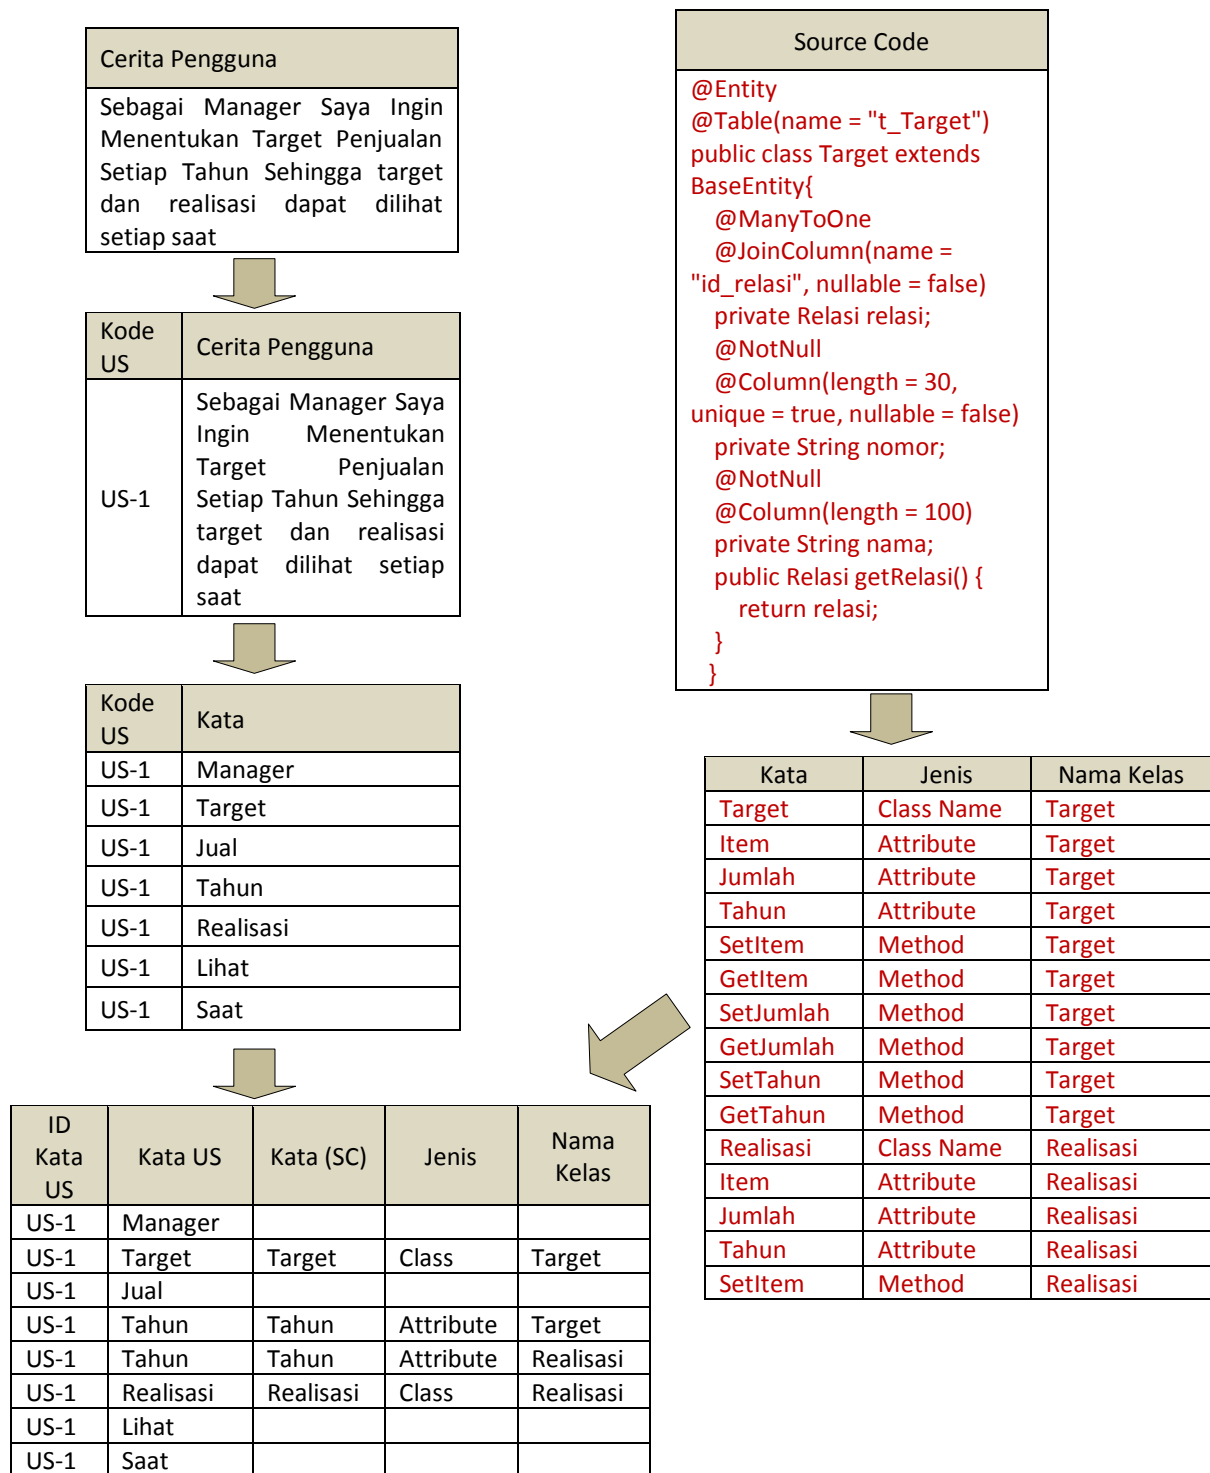 Cerita Pengguna
Sebagai Manager Saya Ingin
Menentukan Target Penjualan
Setiap Tahun Sehingga target
dan realisasi dapat dilihat
setiap saat
Kode
US
Cerita Pengguna
US-1
Sebagai Manager Saya
Ingin Menentukan
Target Penjualan
Setiap Tahun Sehingga
target dan realisasi
dapat dilihat setiap
saat
Kode
US
Kata
US-1 Manager
US-1 Target
US-1 Jual
US-1 Tahun
US-1 Realisasi
US-1 Lihat
US-1 Saat
Source Code
@Entity
@Table(name = "t_Target")
public class Target extends
BaseEntity{
@ManyToOne
@JoinColumn(name =
"id_relasi", nullable = false)
private Relasi relasi;
@NotNull
@Column(length = 30,
unique = true, nullable = false)
private String nomor;
@NotNull
@Column(length = 100)
private String nama;
public Relasi getRelasi() {
return relasi;
}
}
Kata Jenis Nama Kelas
Target Class Name Target
Item Attribute Target
Jumlah Attribute Target
Tahun Attribute Target
SetItem Method Target
GetItem Method Target
SetJumlah Method Target
GetJumlah Method Target
SetTahun Method Target
GetTahun Method Target
Realisasi Class Name Realisasi
Item Attribute Realisasi
Jumlah Attribute Realisasi
Tahun Attribute Realisasi
SetItem Method Realisasi
ID
Kata
US
Kata US
Kata (SC)
Jenis
Nama
Kelas
US-1 Manager
US-1 Target Target Class Target
US-1 Jual
US-1 Tahun Tahun Attribute Target
US-1 Tahun Tahun Attribute Realisasi
US-1 Realisasi Realisasi Class Realisasi
US-1 Lihat
US-1 Saat